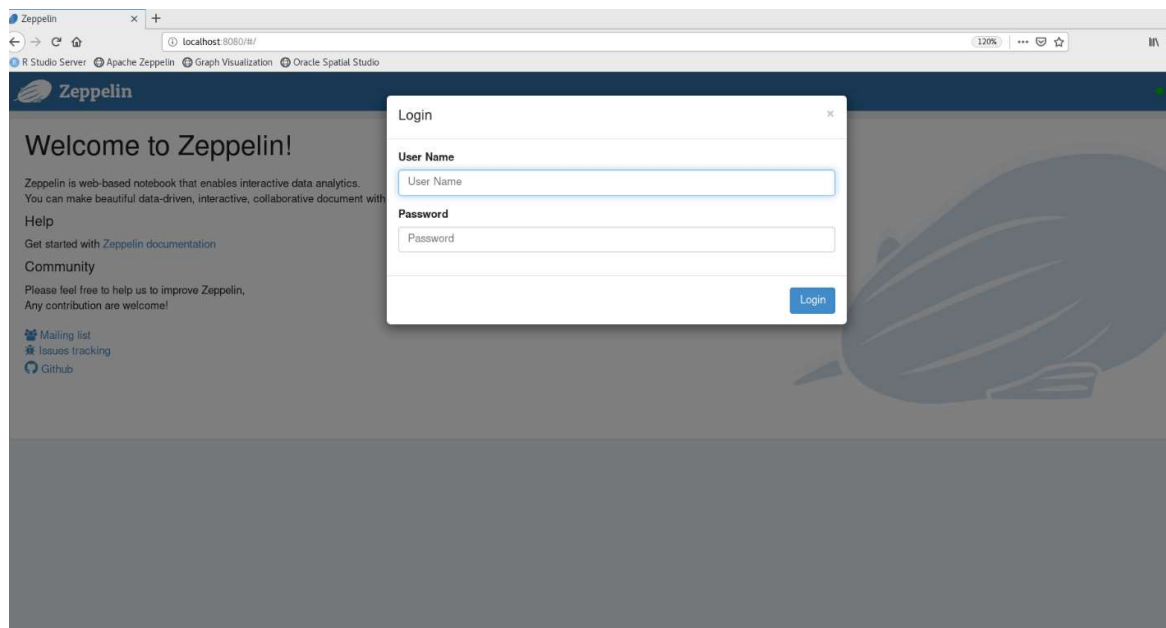 Zeppelin × +
localhost:8080/#/ 120%
R Studio Server Apache Zeppelin Graph Visualization Oracle Spatial Studio
Zeppelin
Welcome to Zeppelin!
Zeppelin is web-based notebook that enables interactive data analytics.
You can make beautiful data-driven, interactive, collaborative document with
Help
Get started with Zeppelin documentation
Community
Please feel free to help us to improve Zeppelin,
Any contribution are welcome!
Mailing list
Issues tracking
Github
Login ×
User Name
User Name
Password
Password
Login